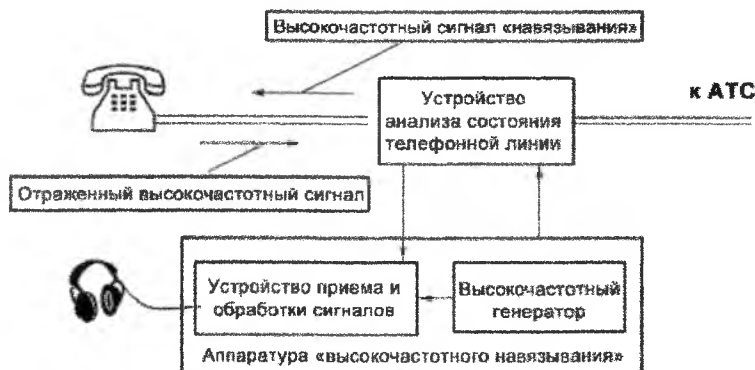 Высокочастотный сигнал «навязывания»
Устройство
анализа состояния
телефонной линии
к АТС
Отраженный высокочастотный сигнал
Устройство приема и
обработки сигналов
Высокочастотный
генератор
Аппаратура «высокочастотного навязывания»